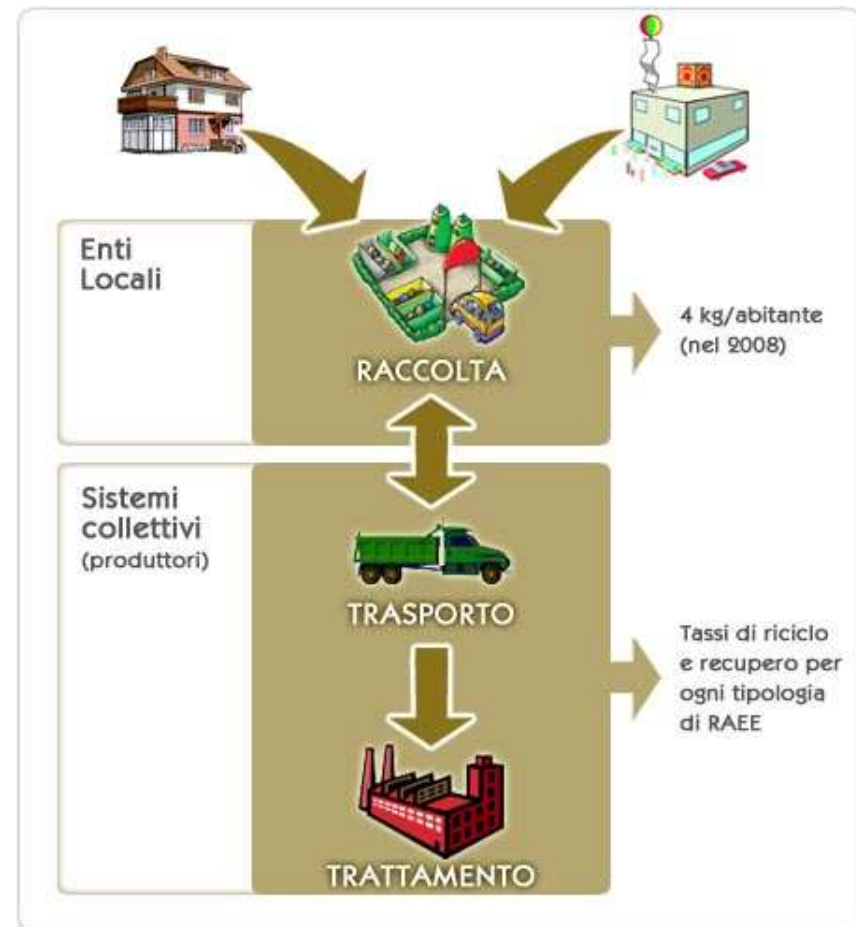 Enti
Locali
RACCOLTA
4 kg/abitante
(nel 2008)
Sistemi
collettivi
(produttori)
TRASPORTO
Tassi di riciclo
e recupero per
ogni tipologia
di RAEE
TRATTAMENTO